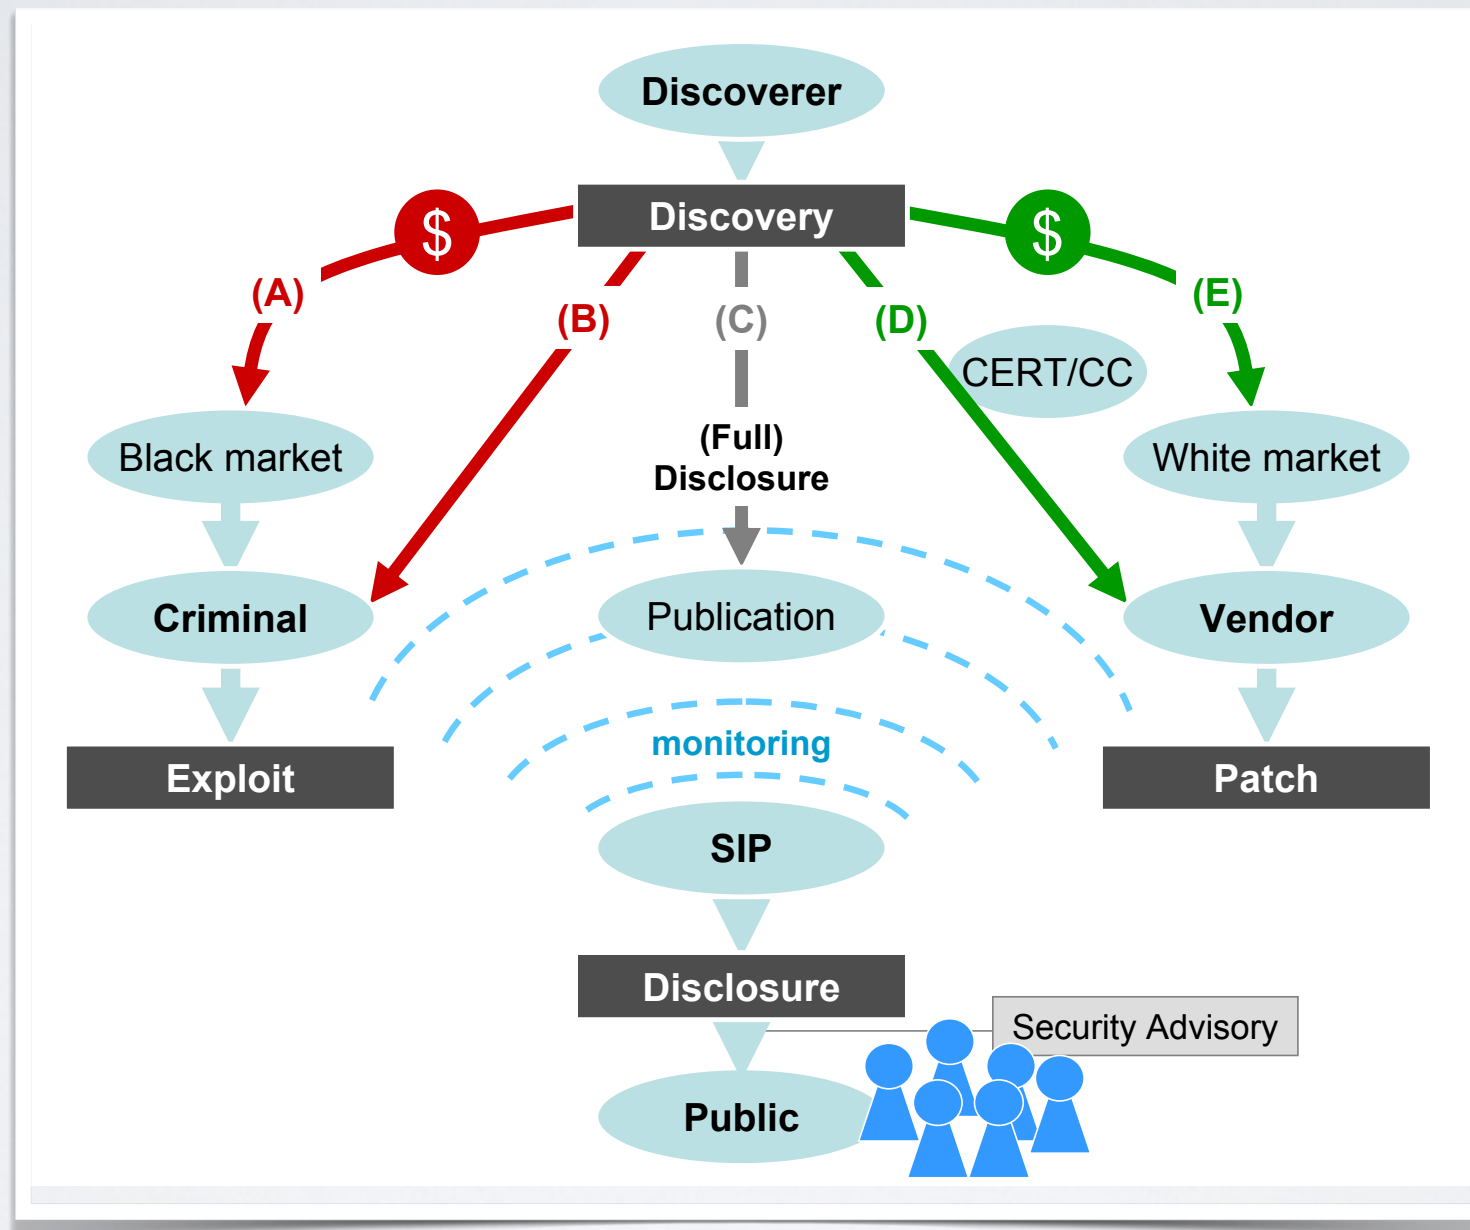 Discoverer
Discovery
$
$
(A)
(E)
(B)
(C)
(D)
CERT/CC
(Full)
Disclosure
Black market
White market
Criminal
Publication
Vendor
monitoring
Exploit
Patch
SIP
Disclosure
Security Advisory
Public